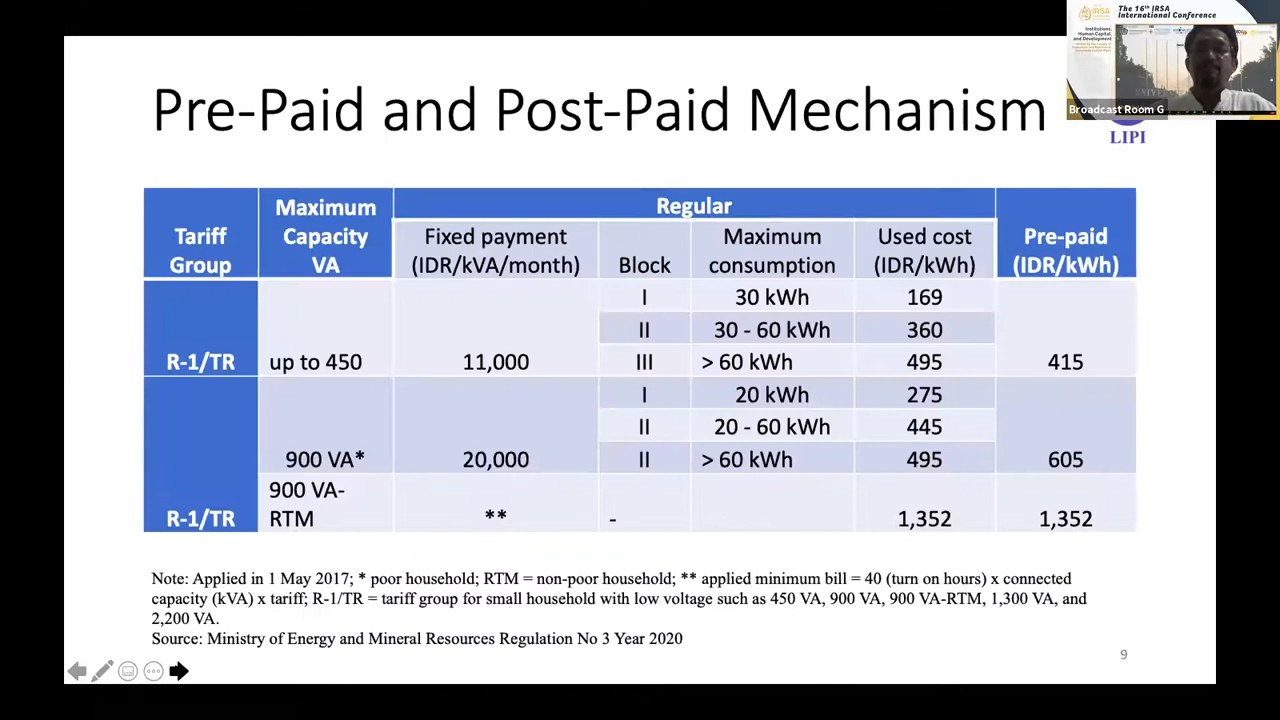 The 16th IRSA
International Conference
IRSA
Institutions,
Human Capital,
and Development
Broadcast Room G
Pre-Paid and Post-Paid Mechanism
LIPI
Tariff Group
Maximum Capacity VA
Regular
Pre-paid (IDR/kWh)
Fixed payment (IDR/kVA/month)
Block
Maximum consumption
Used cost (IDR/kWh)
R-1/TR up to 450 11,000 I 30 kWh 169
II 30 - 60 kWh 360
III > 60 kWh 495 415
R-1/TR 900 VA* 20,000 I 20 kWh 275
II 20 - 60 kWh 445
II > 60 kWh 495 605
900 VA-RTM ** - 1,352 1,352
Note: Applied in 1 May 2017; * poor household; RTM = non-poor household; ** applied minimum bill = 40 (turn on hours) x connected
capacity (kVA) x tariff; R-1/TR = tariff group for small household with low voltage such as 450 VA, 900 VA, 900 VA-RTM, 1,300 VA, and
2,200 VA.
Source: Ministry of Energy and Mineral Resources Regulation No 3 Year 2020
9